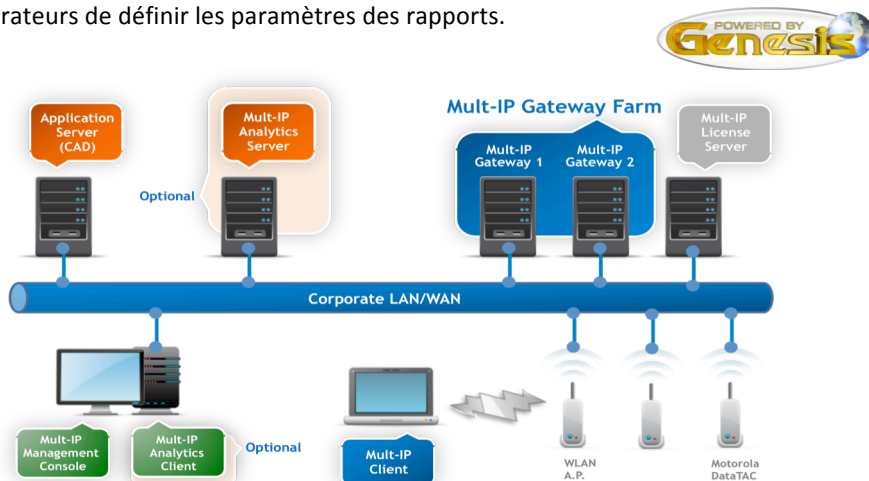 rateurs de définir les paramètres des rapports.
POWERED BY
Genesis
Application
Server
(CAD)
Mult-IP
Analytics
Server
Optional
Mult-IP Gateway Farm
Mult-IP
Gateway 1
Mult-IP
Gateway 2
Mult-IP
License
Server
Corporate LAN/WAN
Mult-IP
Management
Console
Mult-IP
Analytics
Client
Optional
Mult-IP
Client
WLAN
A.P.
Motorola
DataTAC